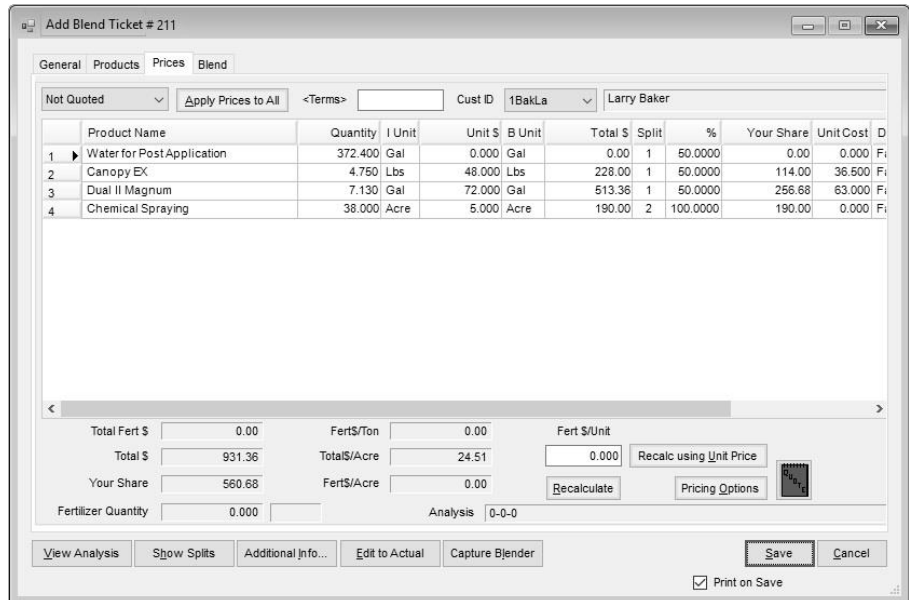 Add Blend Ticket # 211
General Products Prices Blend
Not Quoted Apply Prices to All <Terms> Cust ID 1BakLa Larry Baker
Product Name Quantity I Unit Unit $ B Unit Total $ Split % Your Share Unit Cost D
1 Water for Post Application 372.400 Gal 0.000 Gal 0.00 1 50.0000 0.00 0.000 Fa
2 Canopy EX 4.750 Lbs 48.000 Lbs 228.00 1 50.0000 114.00 36.500 Fa
3 Dual II Magnum 7.130 Gal 72.000 Gal 513.36 1 50.0000 256.68 63.000 Fa
4 Chemical Spraying 38.000 Acre 5.000 Acre 190.00 2 100.0000 190.00 0.000 Fa
Total Fert $ 0.00 Fert$/Ton 0.00 Fert $/Unit
Total $ 931.36 Total$/Acre 24.51 0.000 Recalc using Unit Price
Your Share 560.68 Fert$/Acre 0.00 Recalculate Pricing Options QUOTE
Fertilizer Quantity 0.000 Analysis 0-0-0
View Analysis Show Splits Additional Info... Edit to Actual Capture Blender Save Cancel
Print on Save